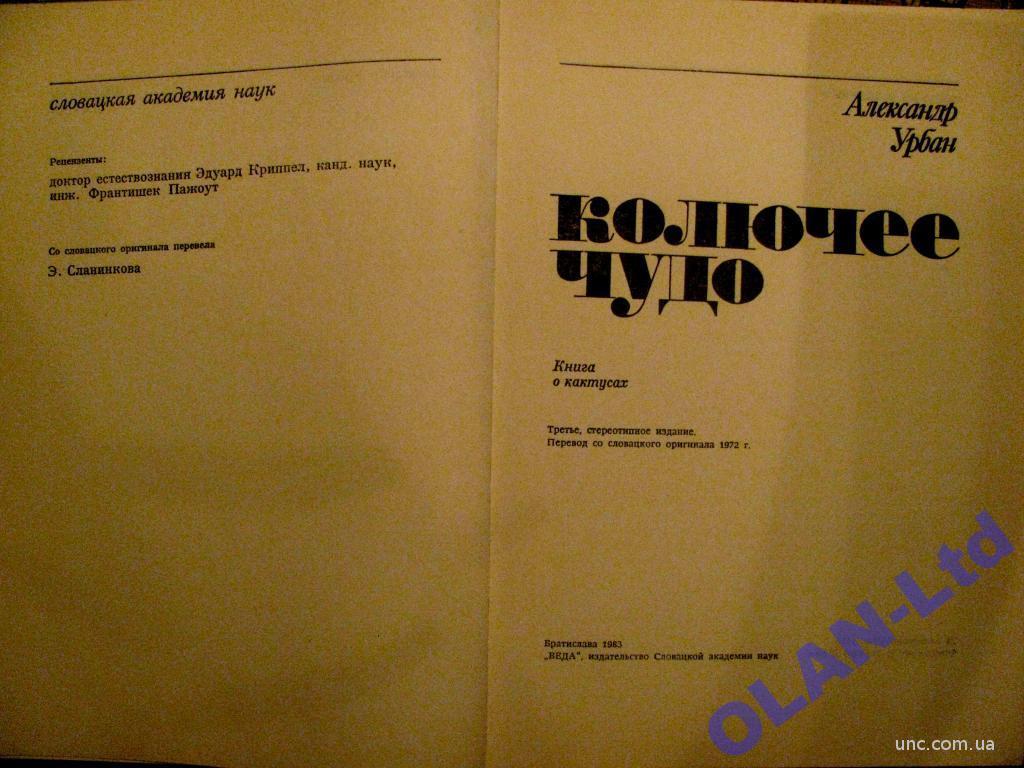 словацкая академия наук
Рецензенты:
доктор естествознания Эдуард Криппел, канд. наук,
инж. Франтишек Пажоут
Со словацкого оригинала перевела
Э. Сланинкова
Александр
Урбан
колючее
чудо
Книга
о кактусах
Третье, стереотипное издание.
Перевод со словацкого оригинала 1972 г.
Братислава 1983
„ВЕДА", издательство Словацкой академии наук
OLAN-Ltd
unc.com.ua